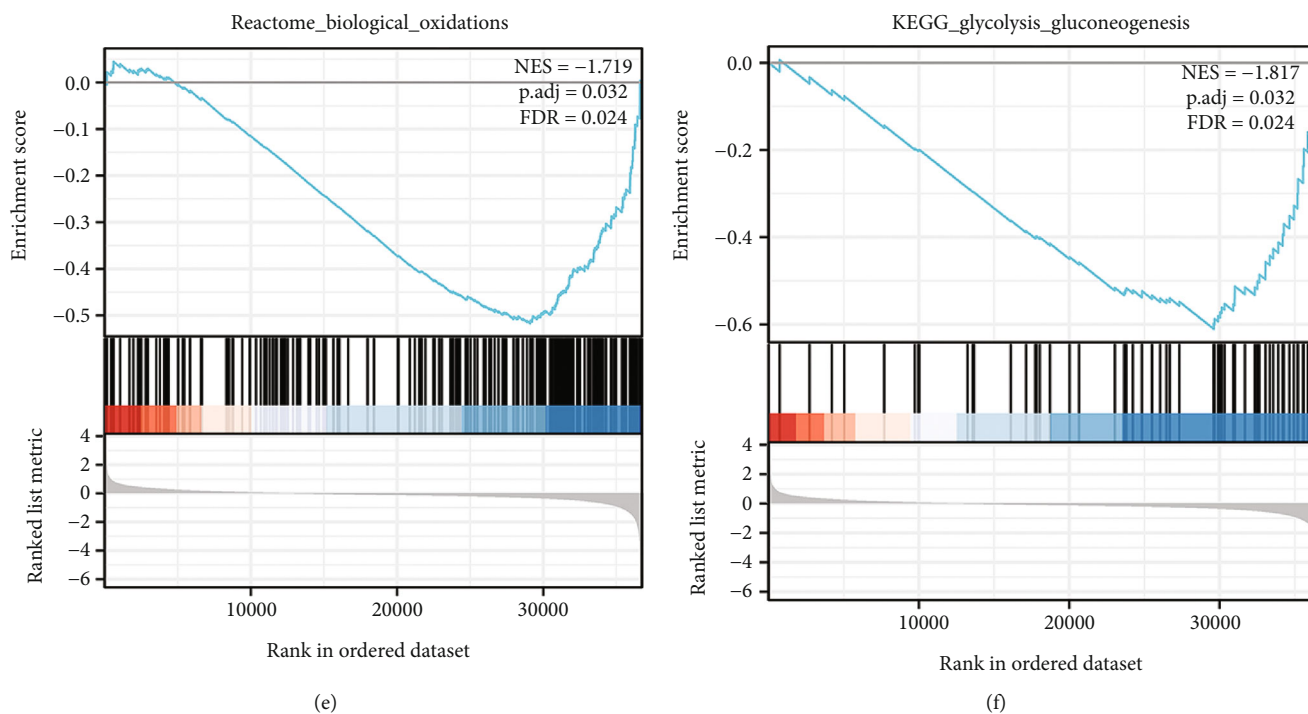 Reactome_biological_oxidations
NES = −1.719
p.adj = 0.032
FDR = 0.024
Enrichment score
0.0
−0.1
−0.2
−0.3
−0.4
−0.5
Ranked list metric
4
2
0
−2
−4
−6
10000
20000
30000
Rank in ordered dataset
(e)
KEGG_glycolysis_gluconeogenesis
NES = −1.817
p.adj = 0.032
FDR = 0.024
Enrichment score
0.0
−0.2
−0.4
−0.6
Ranked list metric
4
2
0
−2
−4
−6
10000
20000
30000
Rank in ordered dataset
(f)